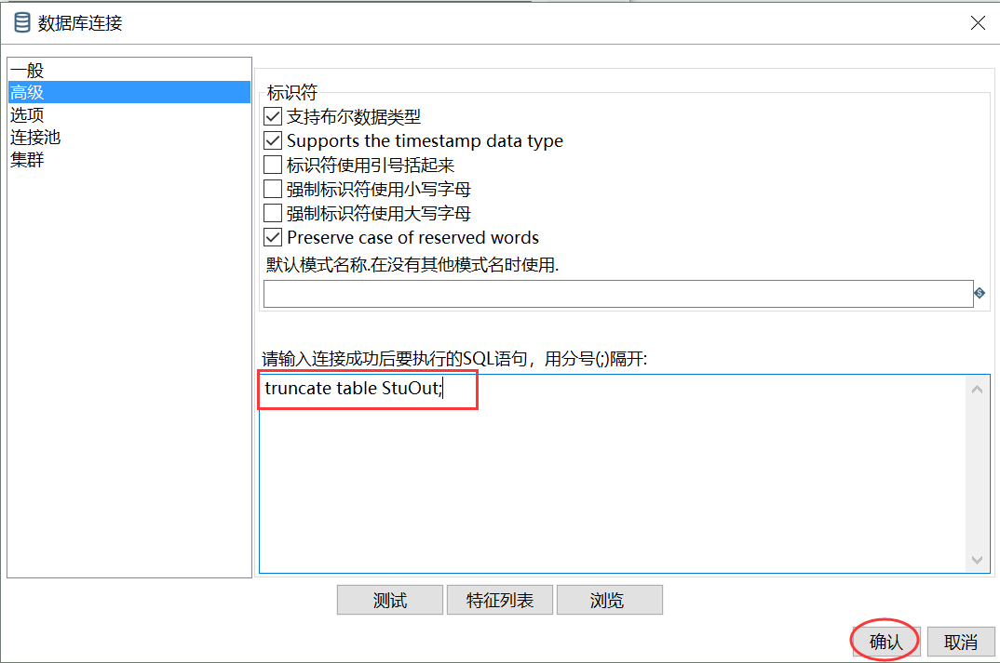 数据库连接
一般
高级
选项
连接池
集群
标识符
支持布尔数据类型
Supports the timestamp data type
标识符使用引号括起来
强制标识符使用小写字母
强制标识符使用大写字母
Preserve case of reserved words
默认模式名称.在没有其他模式名时使用.
请输入连接成功后要执行的SQL语句，用分号(;)隔开:
truncate table StuOut;
测试 特征列表 浏览
确认 取消